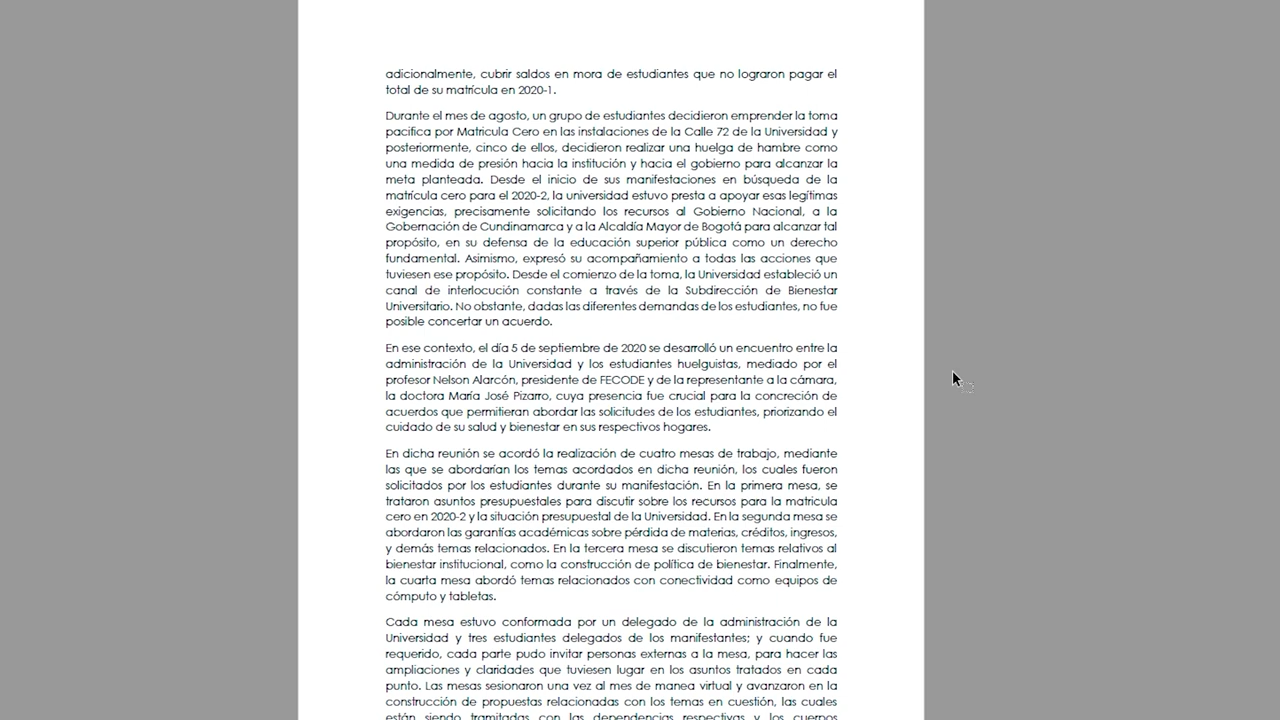 adicionalmente, cubrir saldos en mora de estudiantes que no lograron pagar el
total de su matrícula en 2020-1.
Durante el mes de agosto, un grupo de estudiantes decidieron emprender la toma
pacifica por Matricula Cero en las instalaciones de la Calle 72 de la Universidad y
posteriormente, cinco de ellos, decidieron realizar una huelga de hambre como
una medida de presión hacia la institución y hacia el gobierno para alcanzar la
meta planteada. Desde el inicio de sus manifestaciones en búsqueda de la
matrícula cero para el 2020-2, la universidad estuvo presta a apoyar esas legítimas
exigencias, precisamente solicitando los recursos al Gobierno Nacional, a la
Gobernación de Cundinamarca y a la Alcaldía Mayor de Bogotá para alcanzar tal
propósito, en su defensa de la educación superior pública como un derecho
fundamental. Asimismo, expresó su acompañamiento a todas las acciones que
tuviesen ese propósito. Desde el comienzo de la toma, la Universidad estableció un
canal de interlocución constante a través de la Subdirección de Bienestar
Universitario. No obstante, dadas las diferentes demandas de los estudiantes, no fue
posible concertar un acuerdo.
En ese contexto, el día 5 de septiembre de 2020 se desarrolló un encuentro entre la
administración de la Universidad y los estudiantes huelguistas, mediado por el
profesor Nelson Alarcón, presidente de FECODE y de la representante a la cámara,
la doctora María José Pizarro, cuya presencia fue crucial para la concreción de
acuerdos que permitieran abordar las solicitudes de los estudiantes, priorizando el
cuidado de su salud y bienestar en sus respectivos hogares.
En dicha reunión se acordó la realización de cuatro mesas de trabajo, mediante
las que se abordarían los temas acordados en dicha reunión, los cuales fueron
solicitados por los estudiantes durante su manifestación. En la primera mesa, se
trataron asuntos presupuestales para discutir sobre los recursos para la matricula
cero en 2020-2 y la situación presupuestal de la Universidad. En la segunda mesa se
abordaron las garantías académicas sobre pérdida de materias, créditos, ingresos,
y demás temas relacionados. En la tercera mesa se discutieron temas relativos al
bienestar institucional, como la construcción de política de bienestar. Finalmente,
la cuarta mesa abordó temas relacionados con conectividad como equipos de
cómputo y tabletas.
Cada mesa estuvo conformada por un delegado de la administración de la
Universidad y tres estudiantes delegados de los manifestantes; y cuando fue
requerido, cada parte pudo invitar personas externas a la mesa, para hacer las
ampliaciones y claridades que tuviesen lugar en los asuntos tratados en cada
punto. Las mesas sesionaron una vez al mes de manea virtual y avanzaron en la
construcción de propuestas relacionadas con los temas en cuestión, las cuales
están siendo tramitadas con las dependencias respectivas y los cuerpos